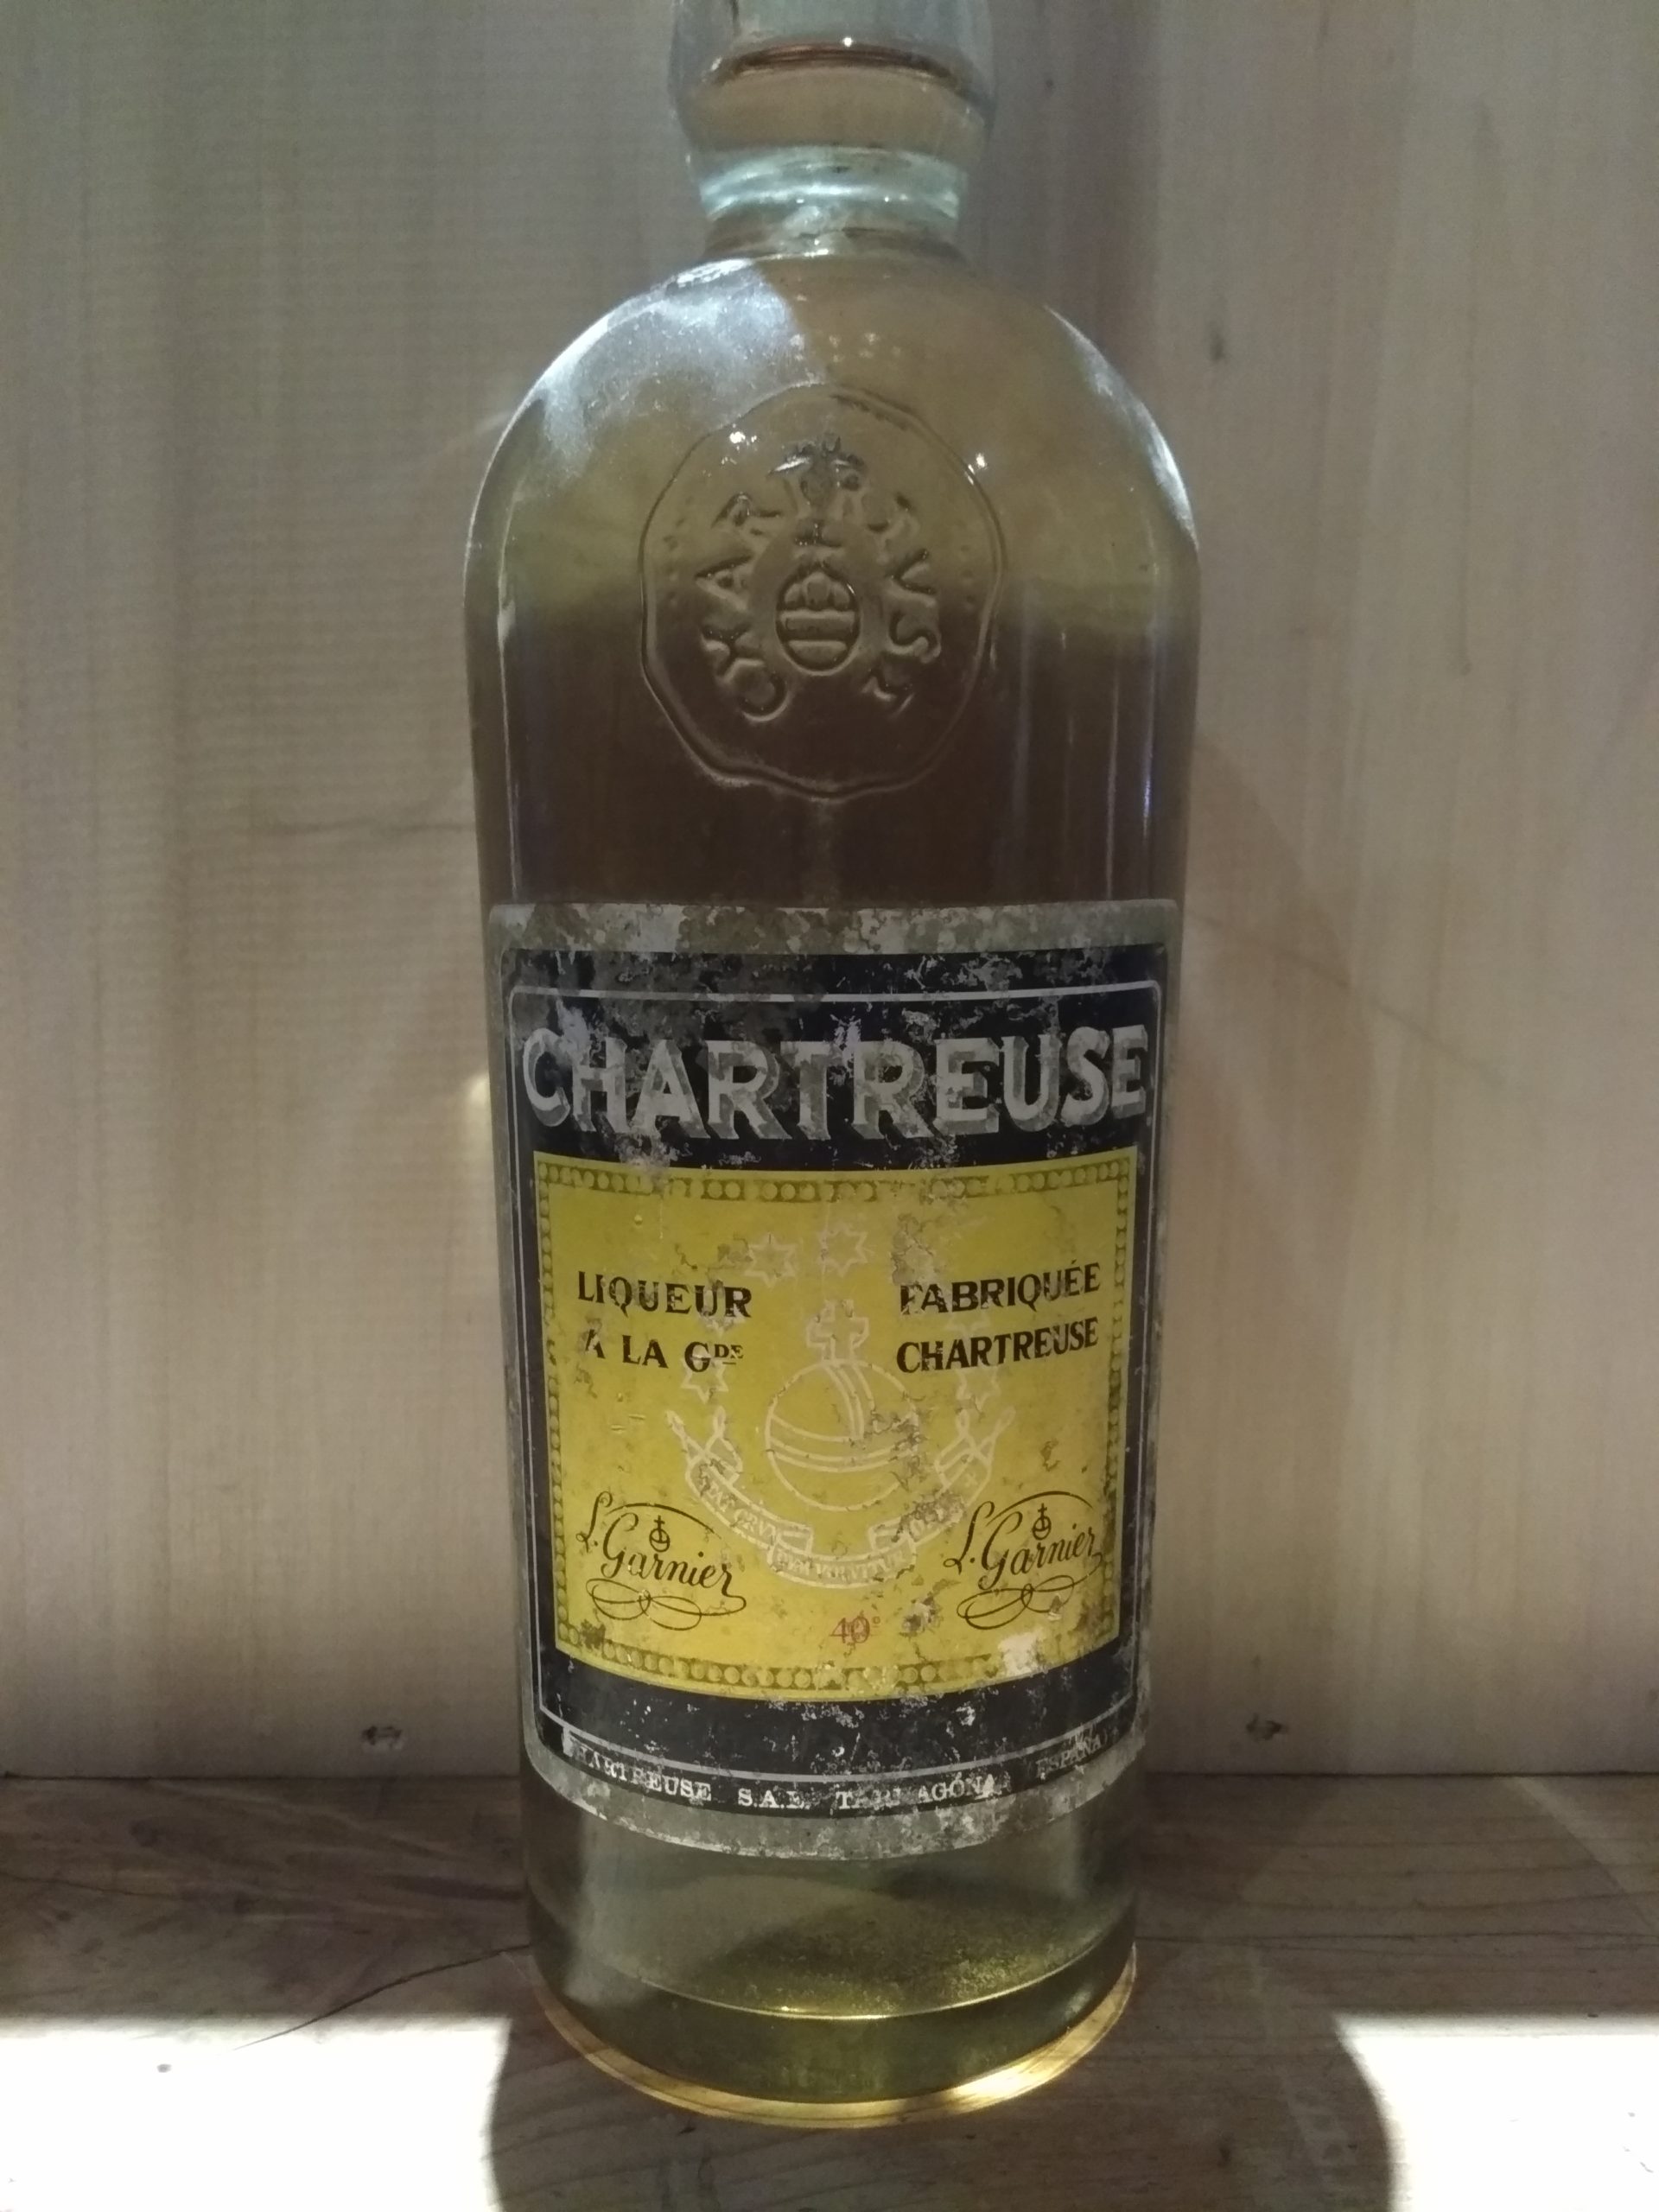 CHARTREUSE
CHARTREUSE
LIQUEUR FABRIQUÉE
A LA GDE CHARTREUSE
L. Garnier L. Garnier
40°
CHARTREUSE S.A.E. TARRAGONA (ESPAÑA)